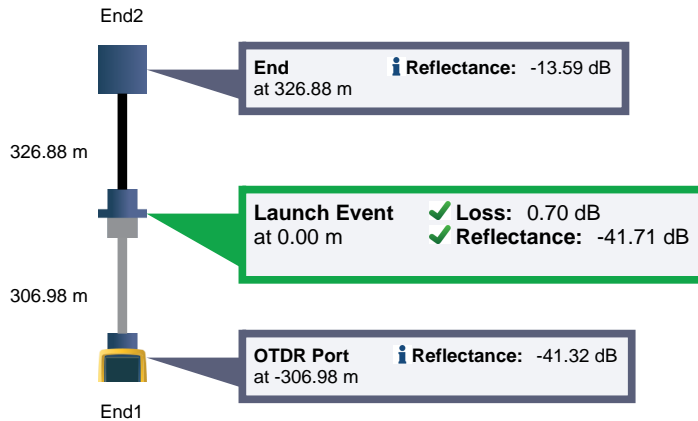 End2
End
Reflectance: -13.59 dB
at 326.88 m
326.88 m
Launch Event
Loss: 0.70 dB
at 0.00 m
Reflectance: -41.71 dB
306.98 m
OTDR Port
Reflectance: -41.32 dB
at -306.98 m
End1